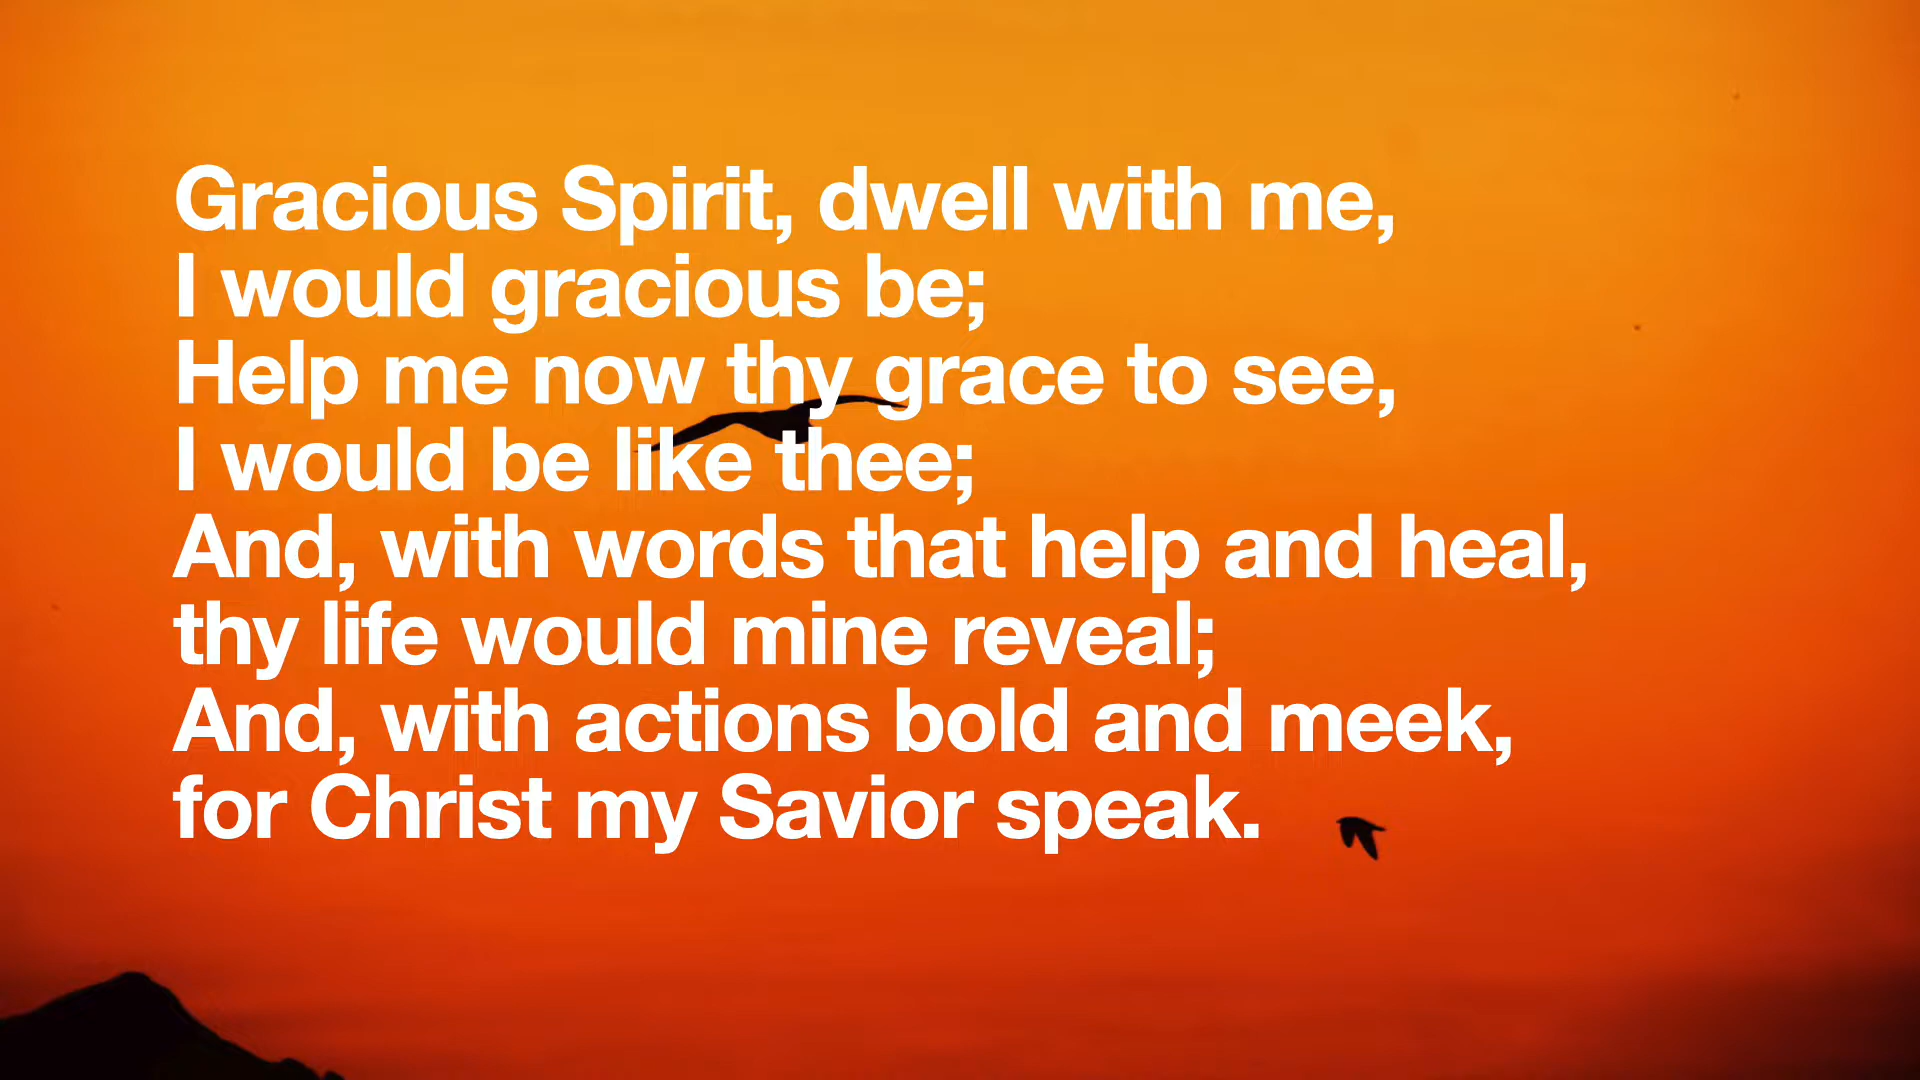 Gracious Spirit, dwell with me,
I would gracious be;
Help me now thy grace to see,
I would be like thee;
And, with words that help and heal,
thy life would mine reveal;
And, with actions bold and meek,
for Christ my Savior speak.